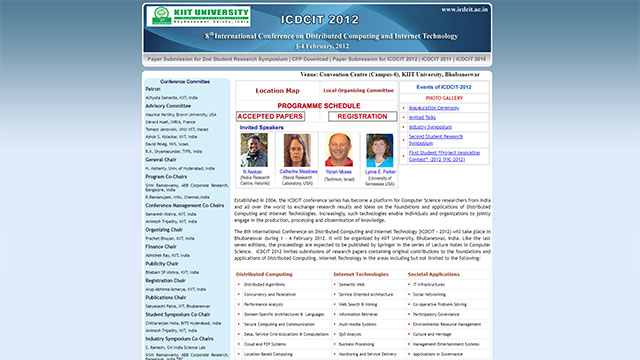 www.icdcit.ac.in
KIIT UNIVERSITY
Bhubaneswar, Odisha, India
ICDCIT 2012
8th International Conference on Distributed Computing and Internet Technology
1-4 February, 2012
Paper Submission for 2nd Student Research Symposium | CFP Download | Paper Submission for ICDCIT 2012 | ICDCIT 2011 | ICDCIT 2010
Venue: Convention Centre (Campus-6), KIIT University, Bhubaneswar
Conference Committee
Patron
Achyuta Samanta, KIIT, India
Advisory Committee
Maurice Herlihy, Brown University, USA
Gérard Huet, INRIA, France
Tomasz Janowski, UNU-IIST, Macao
David Peleg, WIS, Israel
R.K. Shyamasundar, TIFR, India
General Chair
H. Mohanty, Univ. of Hyderabad, India
Program Co-Chairs
Srini Ramaswamy, ABB Corporate Research,
Bangalore, India
R.Ramanujam, IMSc, Chennai, India
Conference Management Co-Chairs
Samaresh Mishra, KIIT, India
Animesh Tripathy, KIIT, India
Organizing Chair
Prachet Bhuyan, KIIT, India
Finance Chair
Abhishek Ray, KIIT, India
Publicity Chair
Bhabani SP Mishra, KIIT, India
Registration Chair
Arup Abhinna Acharya, KIIT, India
Publications Chair
Sabyasachi Patra, IIIT, Bhubaneswar
Student Symposium Co-Chairs
Chittaranjan Hota, BITS Hyderabad, India
Animesh Tripathy, KIIT, India
Industry Symposium Co-Chairs
S. Ramesh, GM India Science Lab
Srini Ramaswamy, ABB Corporate Research,
Location Map
Local Organizing Committee
PROGRAMME SCHEDULE
ACCEPTED PAPERS
REGISTRATION
Invited Speakers
N Asokan
(Nokia Research
Centre, Helsinki)
Catherine Meadows
(Naval Research
Laboratory, USA)
Yoram Moses
(Technion, Israel)
Lynne E. Parker
(University of
Tennessee USA)
Events of ICDCIT-2012
PHOTO GALLERY
Inauguration Ceremony
Invited Talks
Industry Symposium
Second Student Research
Symposium
First Student "Project Innovation
Contest" -2012 (PIC-2012)
Established in 2004, the ICDCIT conference series has become a platform for Computer Science researchers from India
and all over the world to exchange research results and ideas on the foundations and applications of Distributed
Computing and Internet Technologies. Increasingly, such technologies enable individuals and organizations to jointly
engage in the production, processing and dissemination of knowledge.
The 8th International Conference on Distributed Computing and Internet Technology [ICDCIT - 2012] will take place in
Bhubaneswar during 1 - 4 February 2012. It will be organized by KIIT University, Bhubaneswar, India. Like the last
seven editions, the proceedings are expected to be published by Springer in the series of Lecture Notes in Computer
Science. ICDCIT 2012 invites submissions of research papers containing original contributions to the foundations and
applications of Distributed Computing, Internet Technology in the areas including but not limited to the following:
Distributed Computing
Distributed Algorithms
Concurrency and Parallelism
Performance Analysis
Domain-Specific Architectures & Languages
Secure Computing and Communication
Data, Service Grid Allocations & Computations
Cloud and P2P Systems
Location-Based Computing
Internet Technologies
Semantic Web
Service Oriented Architecture
Web Search & Mining
Information Retrieval
Multi-media Systems
QoS Analysis
Business Processing
Monitoring and Service Delivery
Societal Applications
IT Infrastructures
Social Networking
Co-operative Problem Solving
Participatory Governance
Environmental Resource Management
Culture and Heritage
Management Entertainment Systems
Applications in Governance